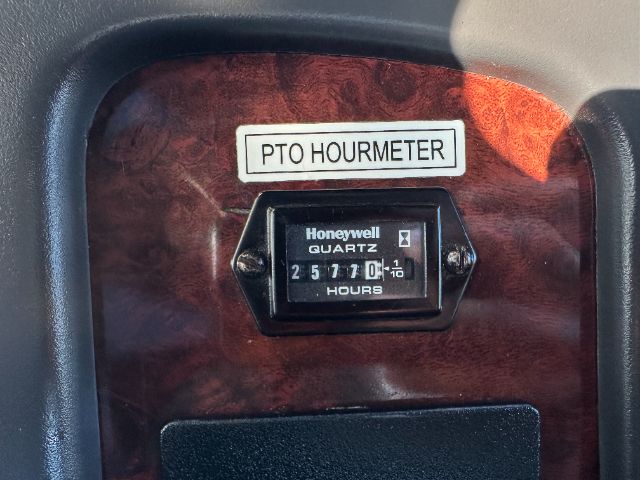 PTO HOURMETER
Honeywell
QUARTZ
25770 1/10
HOURS